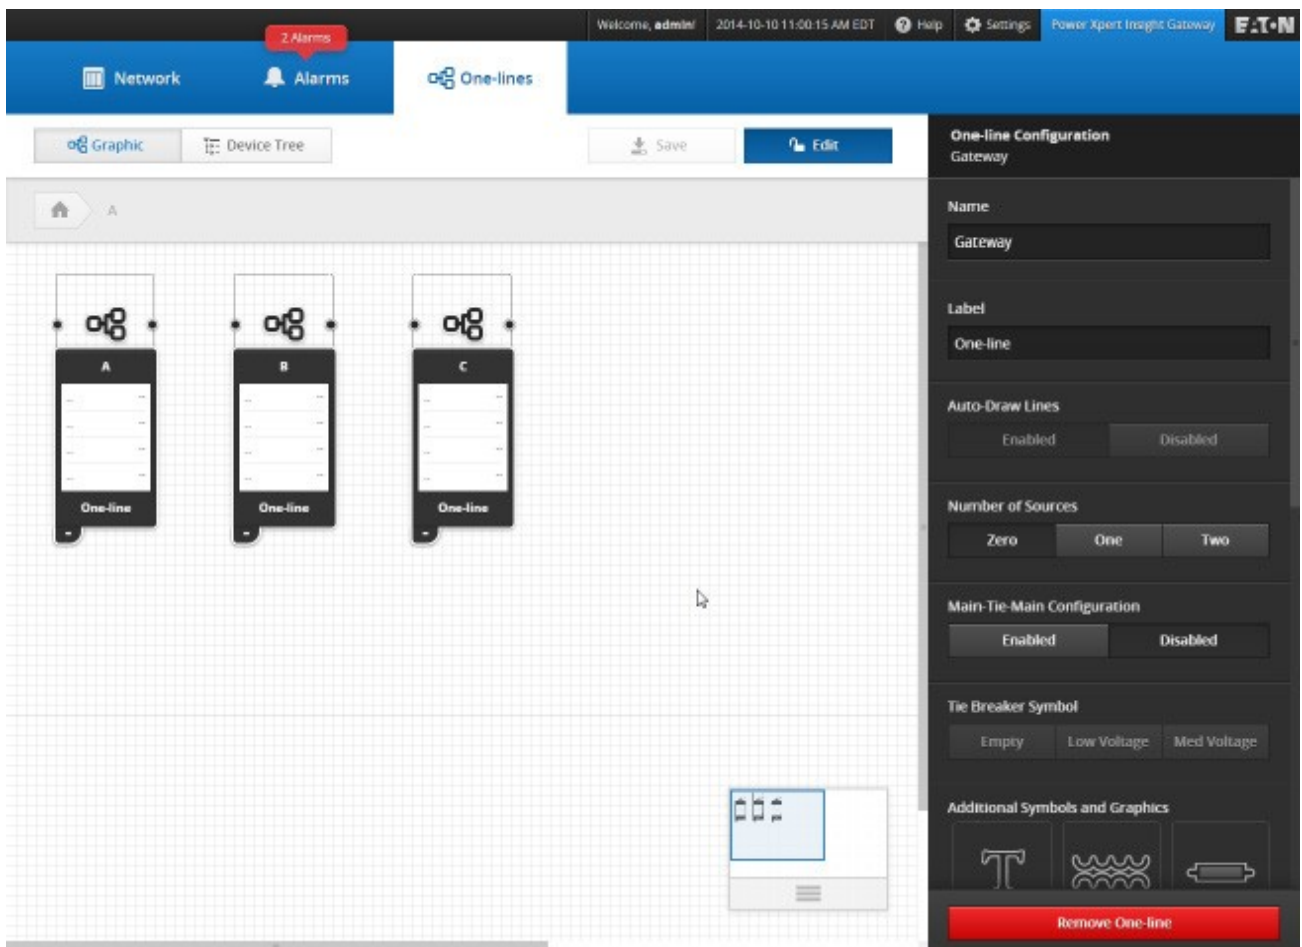 Welcome, admin! 2014-10-10 11:00:15 AM EDT Help Settings Power Xpert Insight Gateway EATON
2 Alarms
Network Alarms One-lines
Graphic Device Tree Save Edit
One-line Configuration
Gateway
A
Name
Gateway
Label
One-line
A B C
One-line One-line One-line
Auto-Draw Lines
Enabled Disabled
Number of Sources
Zero One Two
Main-Tie-Main Configuration
Enabled Disabled
Tie Breaker Symbol
Empty Low Voltage Med Voltage
Additional Symbols and Graphics
T
Remove One-line